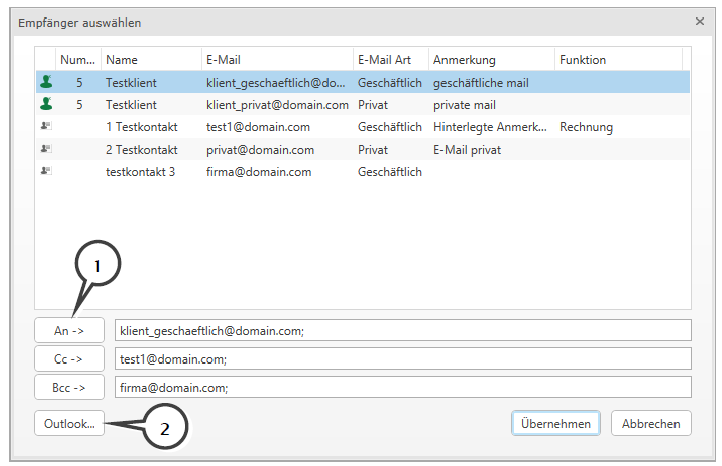 Empfänger auswählen
Num... Name E-Mail E-Mail Art Anmerkung Funktion
5 Testklient klient_geschaeftlich@do... Geschäftlich geschäftliche mail
5 Testklient klient_privat@domain.com Privat private mail
1 Testkontakt test1@domain.com Geschäftlich Hinterlegte Anmerk... Rechnung
2 Testkontakt privat@domain.com Privat E-Mail privat
testkontakt 3 firma@domain.com Geschäftlich
1
An -> klient_geschaeftlich@domain.com;
Cc -> test1@domain.com;
Bcc -> firma@domain.com;
Outlook... 2 Übernehmen Abbrechen